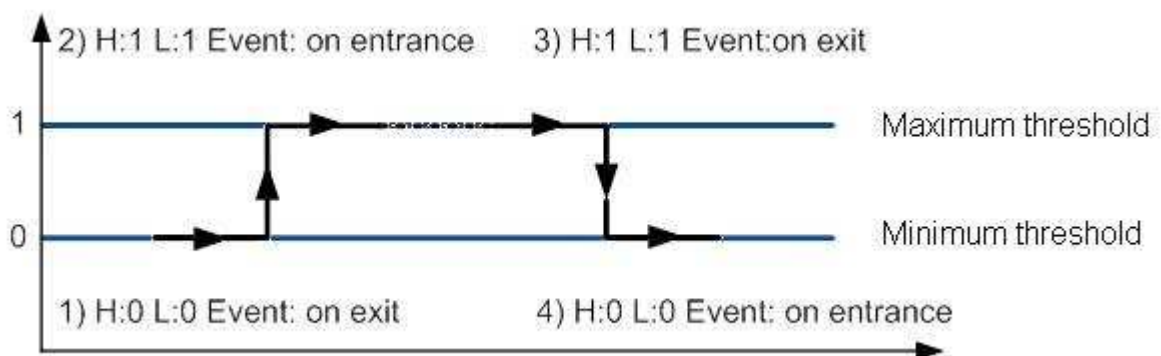 2) H:1 L:1 Event: on entrance
3) H:1 L:1 Event:on exit
1
Maximum threshold
0
Minimum threshold
1) H:0 L:0 Event: on exit
4) H:0 L:0 Event: on entrance